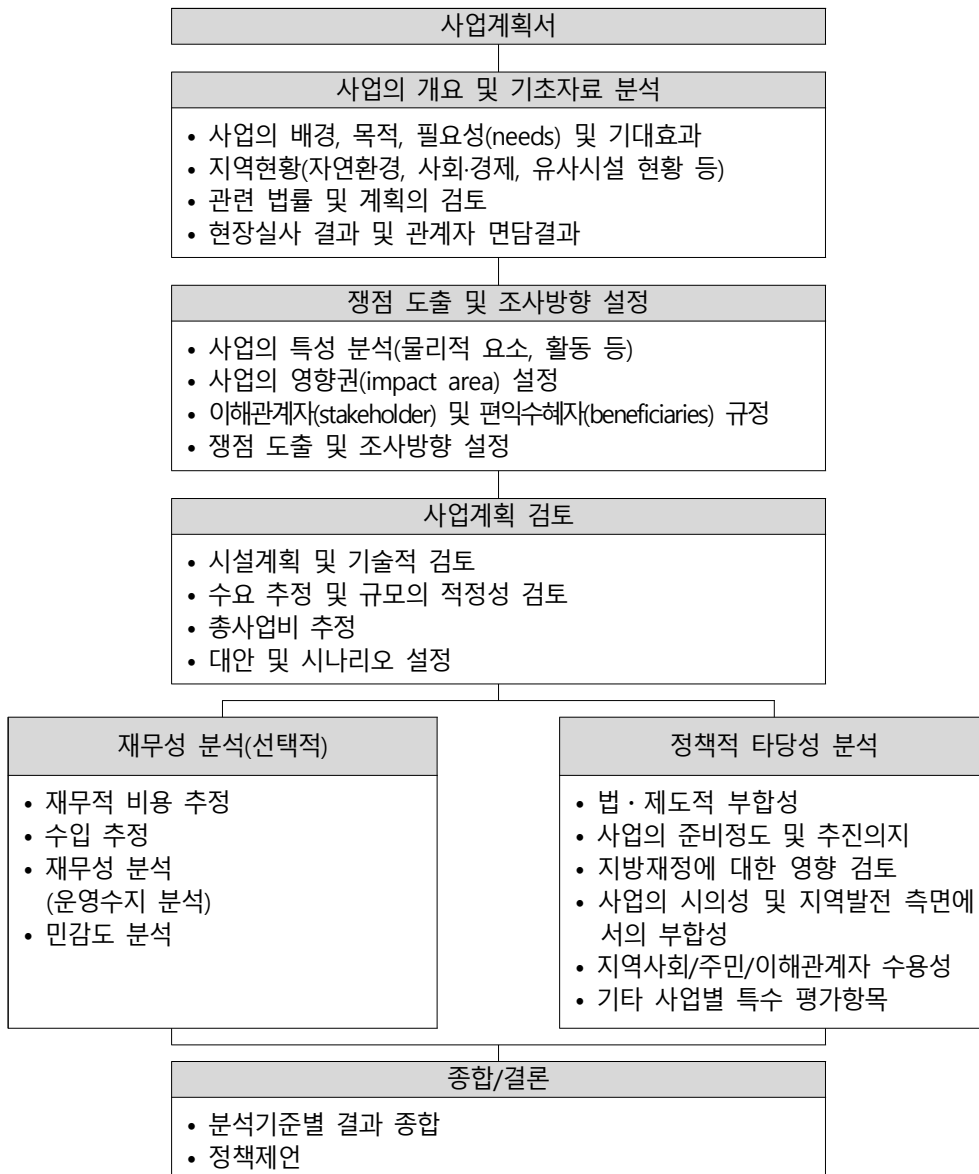 사업계획서
사업의 개요 및 기초자료 분석
• 사업의 배경, 목적, 필요성(needs) 및 기대효과
• 지역현황(자연환경, 사회·경제, 유사시설 현황 등)
• 관련 법률 및 계획의 검토
• 현장실사 결과 및 관계자 면담결과
쟁점 도출 및 조사방향 설정
• 사업의 특성 분석(물리적 요소, 활동 등)
• 사업의 영향권(impact area) 설정
• 이해관계자(stakeholder) 및 편익수혜자(beneficiaries) 규정
• 쟁점 도출 및 조사방향 설정
사업계획 검토
• 시설계획 및 기술적 검토
• 수요 추정 및 규모의 적정성 검토
• 총사업비 추정
• 대안 및 시나리오 설정
재무성 분석(선택적)
• 재무적 비용 추정
• 수입 추정
• 재무성 분석
(운영수지 분석)
• 민감도 분석
정책적 타당성 분석
• 법·제도적 부합성
• 사업의 준비정도 및 추진의지
• 지방재정에 대한 영향 검토
• 사업의 시의성 및 지역발전 측면에
서의 부합성
• 지역사회/주민/이해관계자 수용성
• 기타 사업별 특수 평가항목
종합/결론
• 분석기준별 결과 종합
• 정책제언